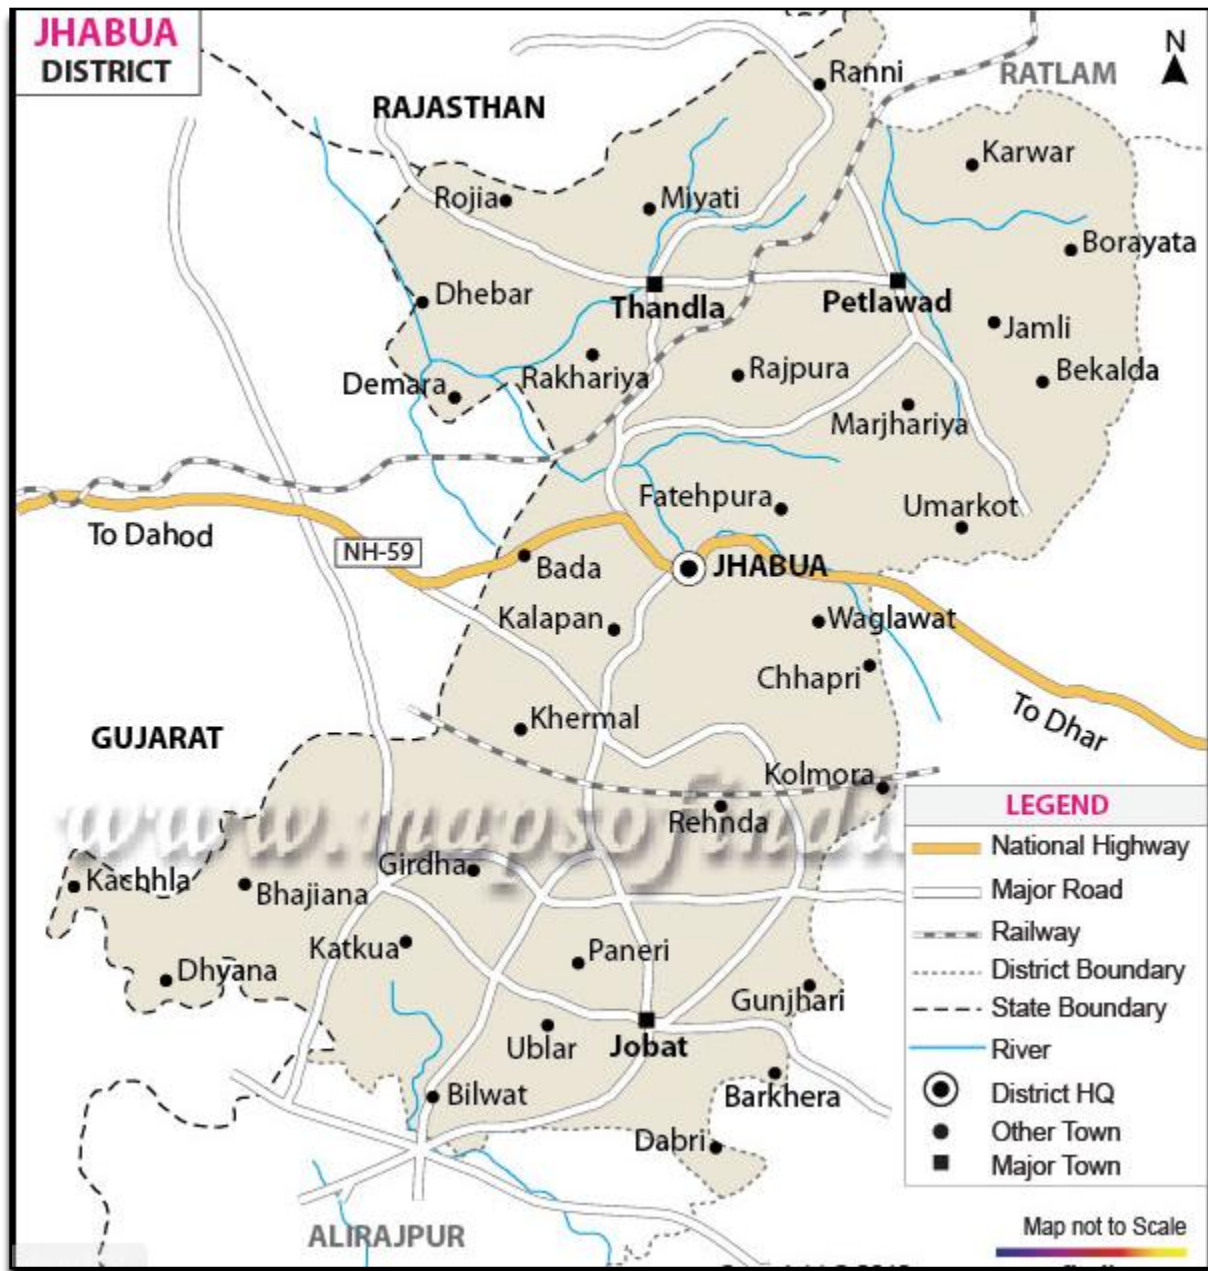 JHABUA
DISTRICT
N
RATLAM
RAJASTHAN
Ranni
Karwar
Rojia
Miyati
Borayata
Dhebar
Thandla
Petlawad
Jamli
Demara
Rakhariya
Rajpura
Bekalda
Marjhariya
Fatehpura
Umarkot
To Dahod
NH-59
Bada
JHABUA
Kalapan
Waglawat
Chhapri
Khermal
To Dhar
GUJARAT
Kolmora
Rehnda
www.mapsofind
Girdha
Kachhla
Bhajiana
Katkua
Paneri
Dhyana
Gunjhari
Ublar
Jobat
Bilwat
Barkhera
Dabri
ALIRAJPUR
LEGEND
National Highway
Major Road
Railway
District Boundary
State Boundary
River
District HQ
Other Town
Major Town
Map not to Scale